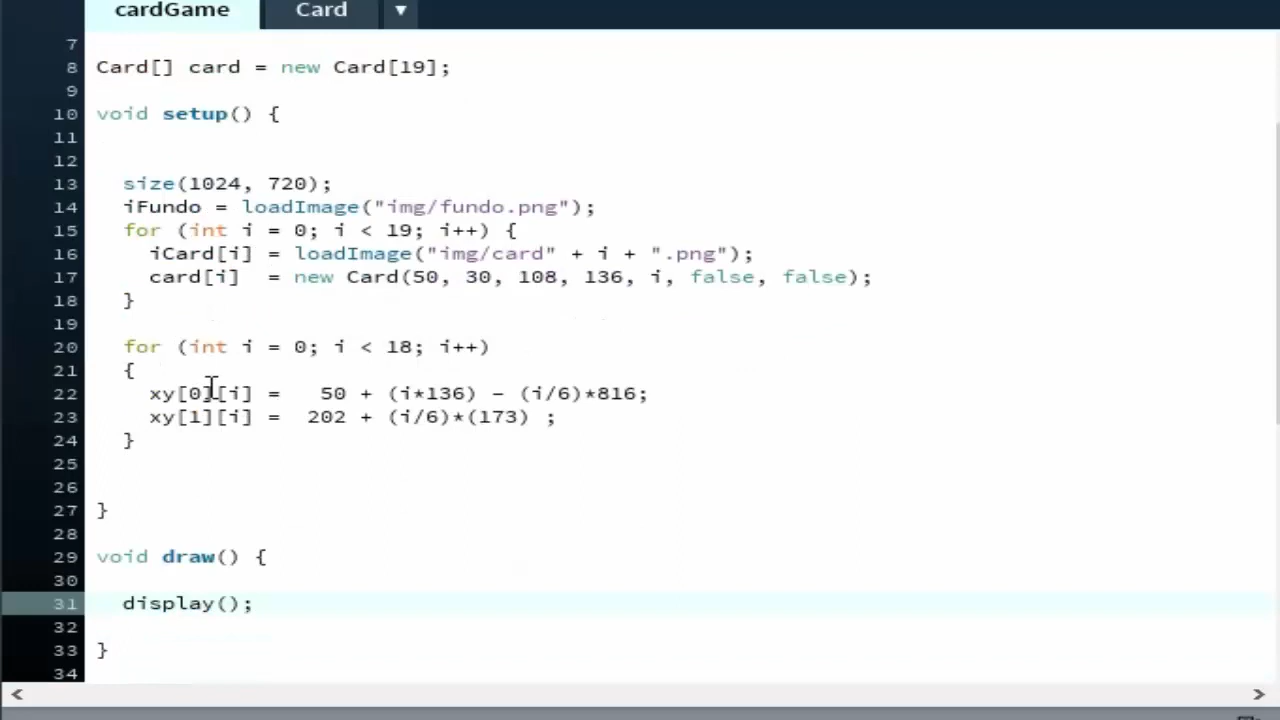 cardGame Card ▼
7
8 Card[] card = new Card[19];
9
10 void setup() {
11
12
13 size(1024, 720);
14 iFundo = loadImage("img/fundo.png");
15 for (int i = 0; i < 19; i++) {
16 iCard[i] = loadImage("img/card" + i + ".png");
17 card[i]  = new Card(50, 30, 108, 136, i, false, false);
18 }
19
20 for (int i = 0; i < 18; i++)
21 {
22 xy[0][i] =   50 + (i*136) - (i/6)*816;
23 xy[1][i] =  202 + (i/6)*(173) ;
24 }
25
26
27 }
28
29 void draw() {
30
31 display();
32
33 }
34